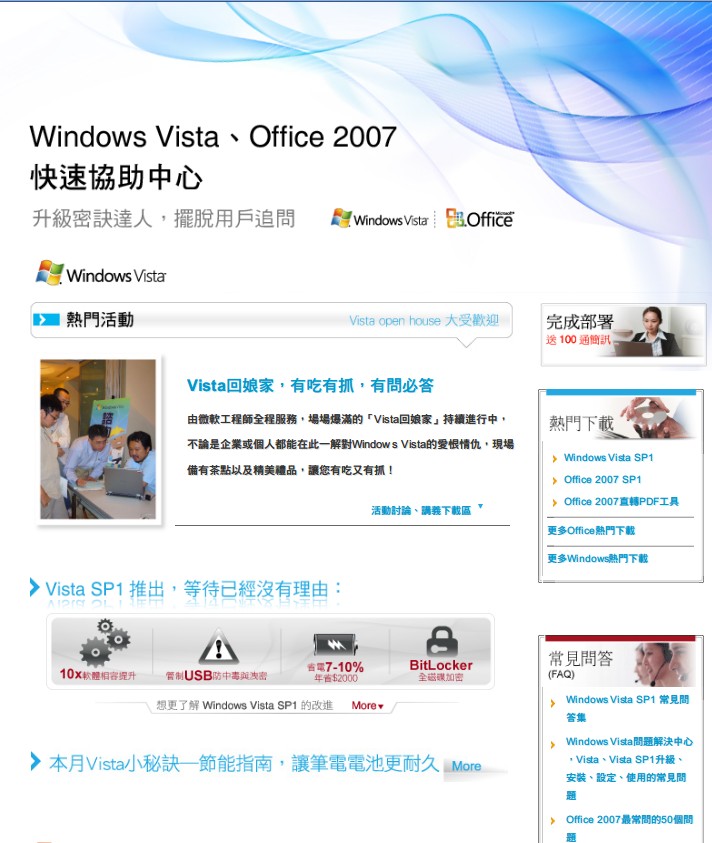 Windows Vista、Office 2007
快速協助中心
升級密訣達人，擺脫用戶追問
Windows Vista
Microsoft
Office
Windows Vista
熱門活動
Vista open house 大受歡迎
Vista回娘家，有吃有抓，有問必答
由微軟工程師全程服務，場場爆滿的「Vista回娘家」持續進行中，
不論是企業或個人都能在此一解對Windows Vista的愛恨情仇，現場
備有茶點以及精美禮品，讓您有吃又有抓！
活動討論、講義下載區
Vista SP1 推出，等待已經沒有理由：
10x軟體相容提升
管制USB防中毒與洩密
省電7-10%
年省$2000
BitLocker
全磁碟加密
想更了解 Windows Vista SP1 的改進 More
本月Vista小秘訣—節能指南，讓筆電電池更耐久 More
完成部署
送 100 通簡訊
熱門下載
Windows Vista SP1
Office 2007 SP1
Office 2007直轉PDF工具
更多Office熱門下載
更多Windows熱門下載
常見問答
(FAQ)
Windows Vista SP1 常見問
答集
Windows Vista問題解決中心
，Vista、Vista SP1升級、
安裝、設定、使用的常見問
題
Office 2007最常問的50個問
題